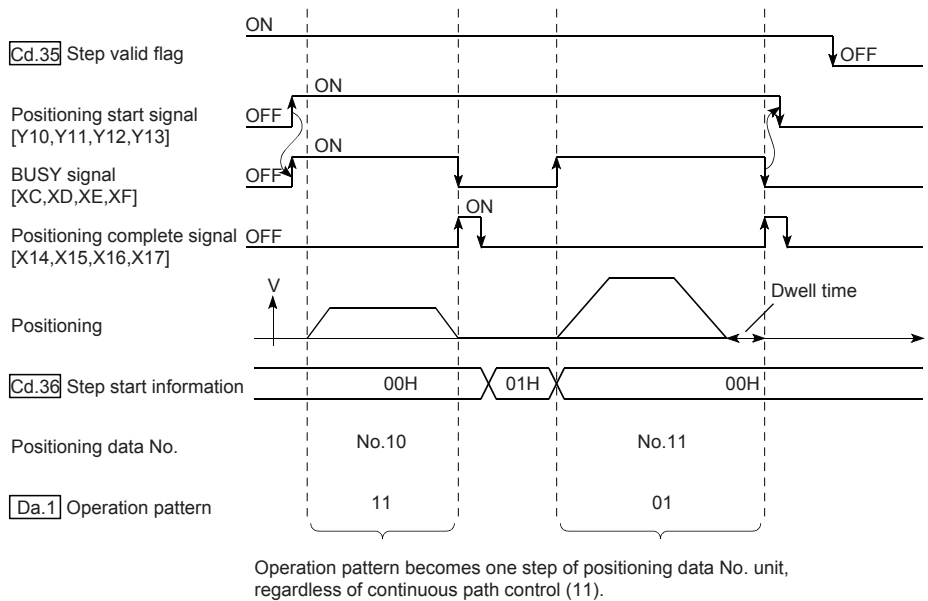 ON
Cd.35 Step valid flag
OFF
ON
Positioning start signal
[Y10,Y11,Y12,Y13]
OFF
ON
BUSY signal
[XC,XD,XE,XF]
OFF
ON
Positioning complete signal
[X14,X15,X16,X17]
OFF
V
Dwell time
Positioning
Cd.36 Step start information
00H
01H
00H
Positioning data No.
No.10
No.11
Da.1 Operation pattern
11
01
Operation pattern becomes one step of positioning data No. unit,
regardless of continuous path control (11).